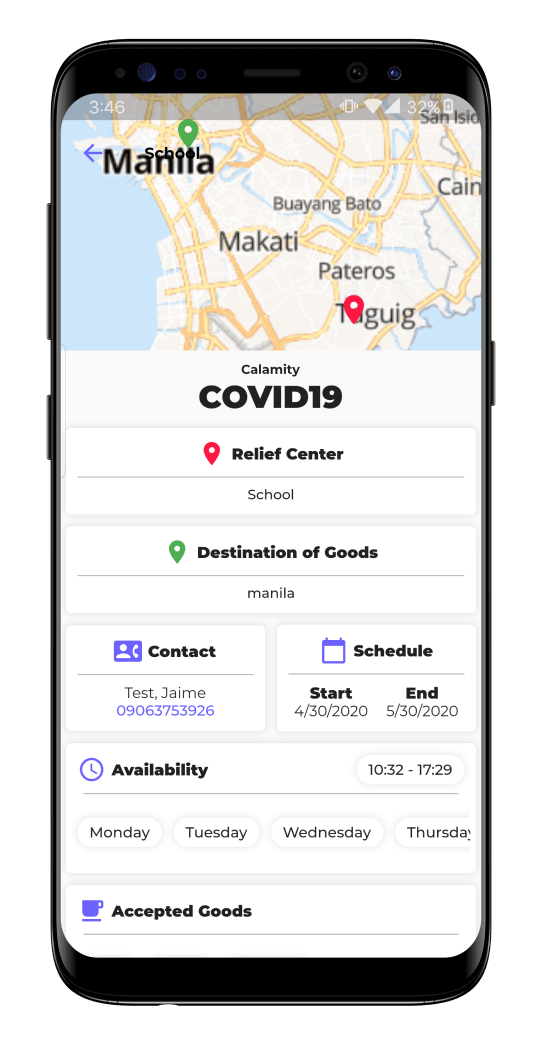 3:46 32%
San Isid
School
Manila
Cain
Buayang Bato
Makati
Pateros
Taguig
Calamity
COVID19
Relief Center
School
Destination of Goods
manila
Contact
Test, Jaime
09063753926
Schedule
Start End
4/30/2020 5/30/2020
Availability 10:32 - 17:29
Monday Tuesday Wednesday Thursday
Accepted Goods